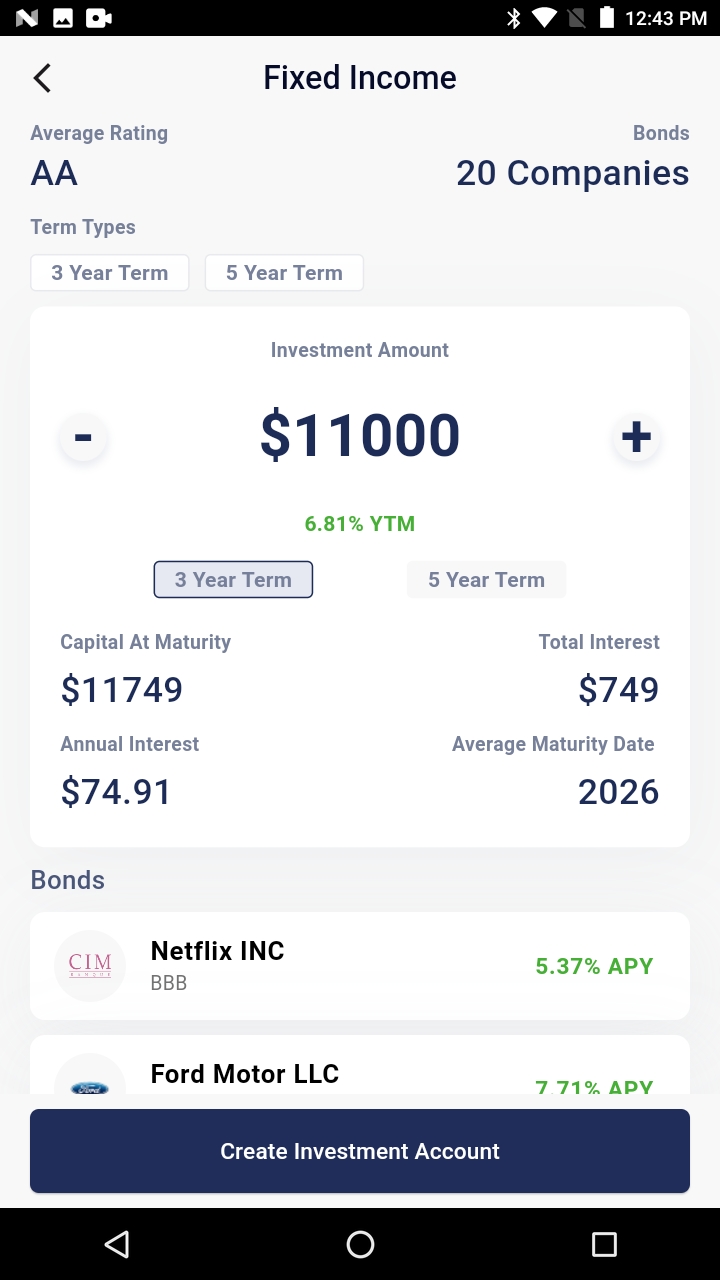 12:43 PM
Fixed Income
Average Rating
Bonds
AA
20 Companies
Term Types
3 Year Term
5 Year Term
Investment Amount
- $11000 +
6.81% YTM
3 Year Term
5 Year Term
Capital At Maturity
Total Interest
$11749
$749
Annual Interest
Average Maturity Date
$74.91
2026
Bonds
CIM
BANQUE
Netflix INC
BBB
5.37% APY
Ford
Ford Motor LLC
7.71% APY
Create Investment Account